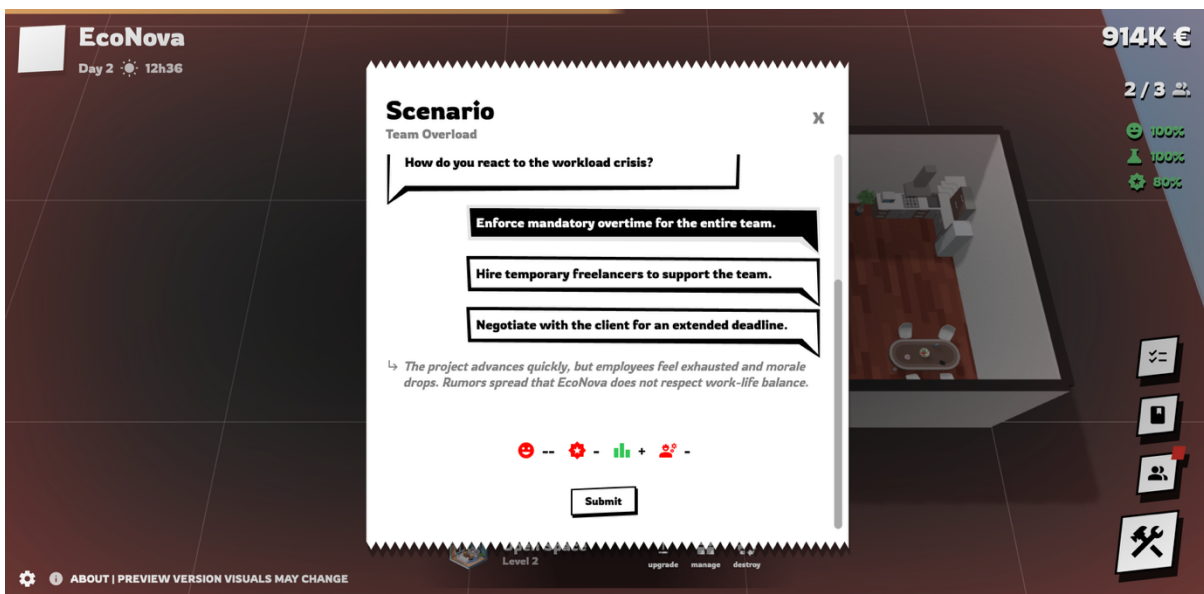 EcoNova
Day 2 12h36
914K €
2 / 3
100%
100%
80%
Scenario
X
Team Overload
How do you react to the workload crisis?
Enforce mandatory overtime for the entire team.
Hire temporary freelancers to support the team.
Negotiate with the client for an extended deadline.
The project advances quickly, but employees feel exhausted and morale
drops. Rumors spread that EcoNova does not respect work-life balance.
-- - + -
Submit
Open Space
Level 2
upgrade manage destroy
ABOUT | PREVIEW VERSION VISUALS MAY CHANGE